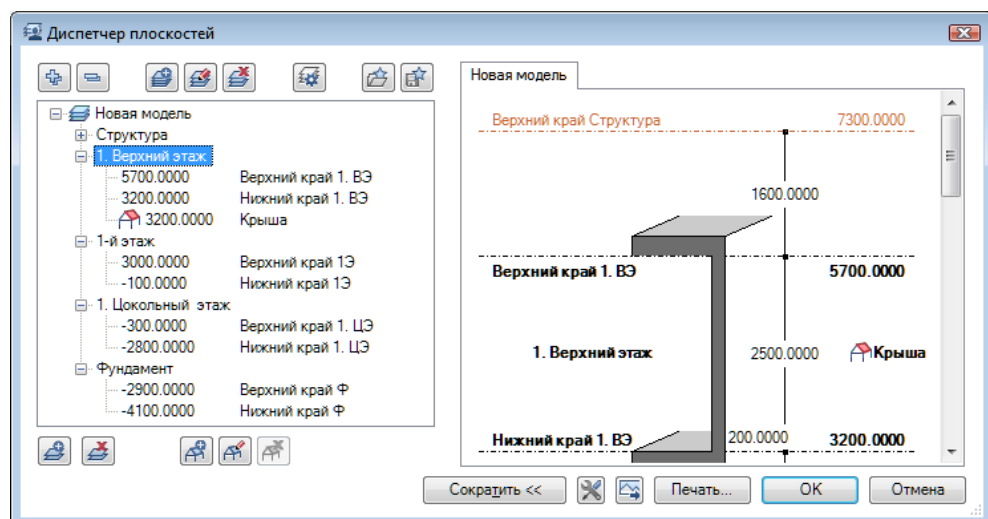 Диспетчер плоскостей
Новая модель
Структура
1. Верхний этаж
5700.0000 Верхний край 1. ВЭ
3200.0000 Нижний край 1. ВЭ
3200.0000 Крыша
1-й этаж
3000.0000 Верхний край 1Э
-100.0000 Нижний край 1Э
1. Цокольный этаж
-300.0000 Верхний край 1. ЦЭ
-2800.0000 Нижний край 1. ЦЭ
Фундамент
-2900.0000 Верхний край Ф
-4100.0000 Нижний край Ф
Новая модель
Верхний край Структура 7300.0000
1600.0000
Верхний край 1. ВЭ 5700.0000
1. Верхний этаж 2500.0000 Крыша
Нижний край 1. ВЭ 200.0000 3200.0000
Сократить << Печать... OK Отмена